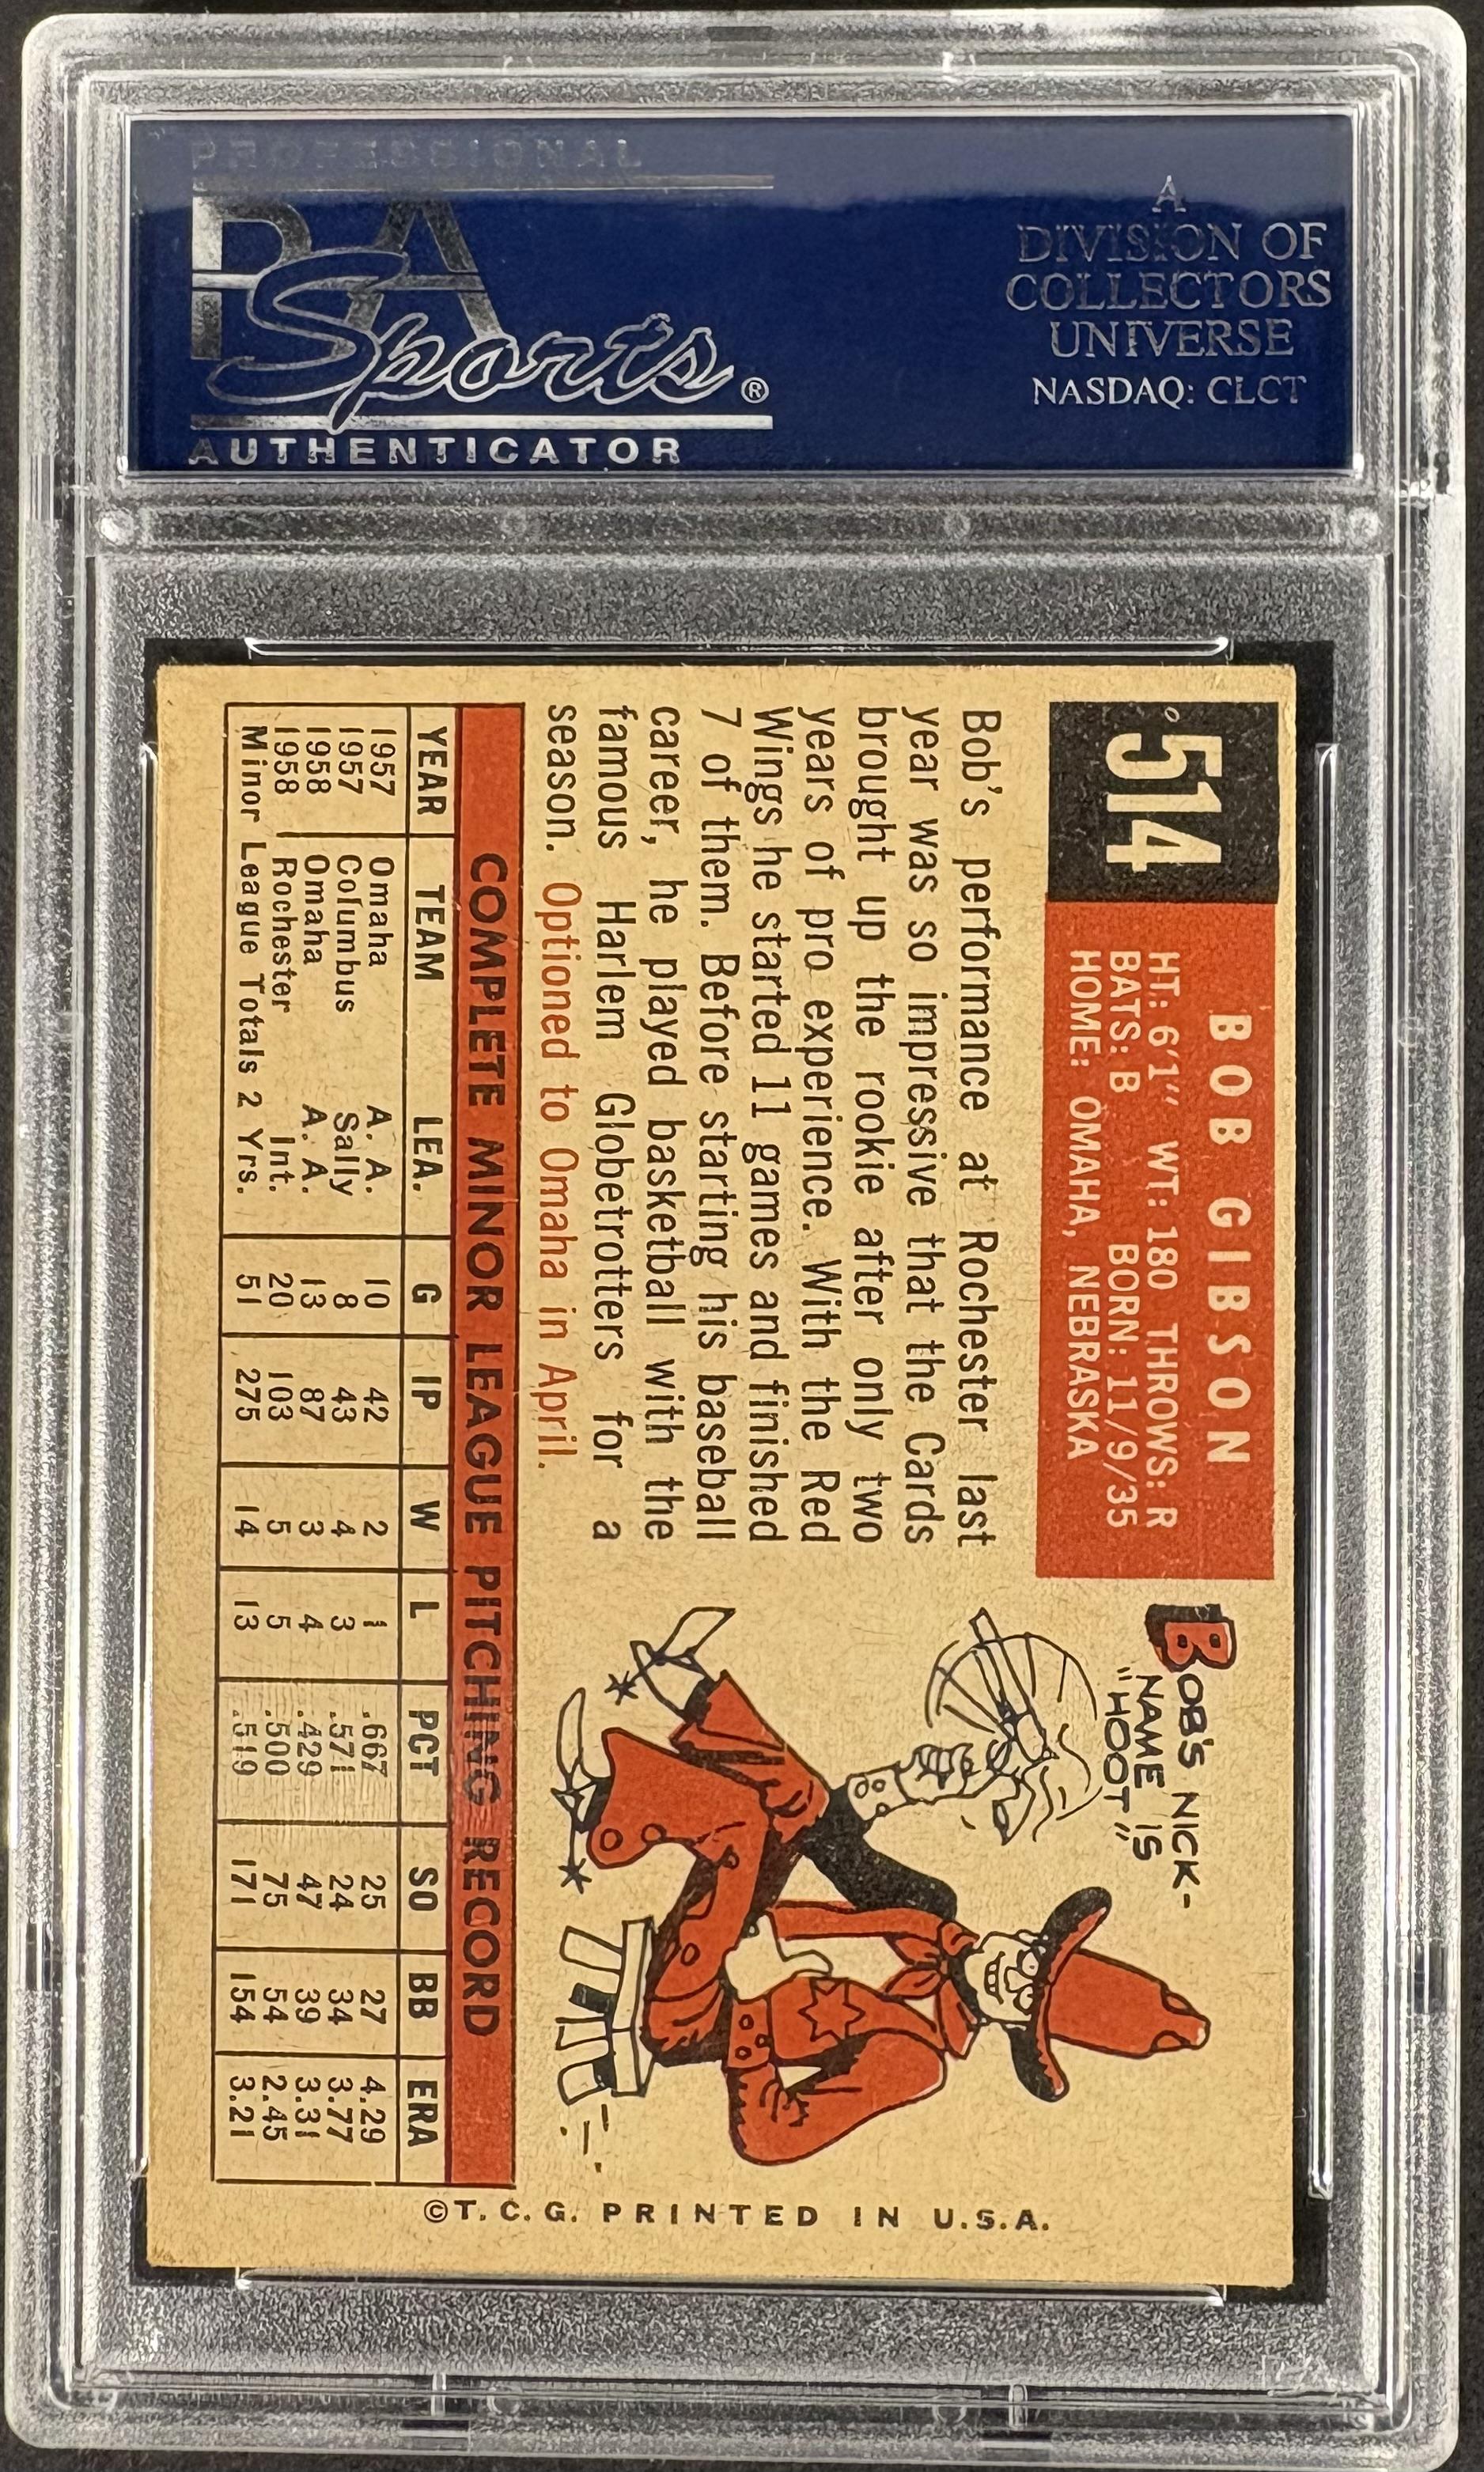 PROFESSIONAL
PSA
Sports®
AUTHENTICATOR
A
DIVISION OF
COLLECTORS
UNIVERSE
NASDAQ: CLCT
514
BOB GIBSON
HT.: 6'1" WT.: 180 THROWS: R
BATS: B BORN: 11/9/35
HOME: OMAHA, NEBRASKA
Bob's performance at Rochester last
year was so impressive that the Cards
brought up the rookie after only two
years of pro experience. With the Red
Wings he started 11 games and finished
7 of them. Before starting his baseball
career, he played basketball with the
famous Harlem Globetrotters for a
season. Optioned to Omaha in April.
BOB'S NICK-
NAME IS
"HOOT"
COMPLETE MINOR LEAGUE PITCHING RECORD
YEAR TEAM LEA. G IP W L PCT SO BB ERA
1957 Omaha A. A. 10 42 2 1 .667 25 27 4.29
1957 Columbus Sally 8 43 4 3 .571 24 34 3.77
1958 Omaha A. A. 13 87 3 4 .429 47 39 3.31
1958 Rochester Int. 20 103 5 5 .500 75 54 2.45
Minor League Totals 2 Yrs. 51 275 14 13 .519 171 154 3.21
©T. C. G. PRINTED IN U.S.A.